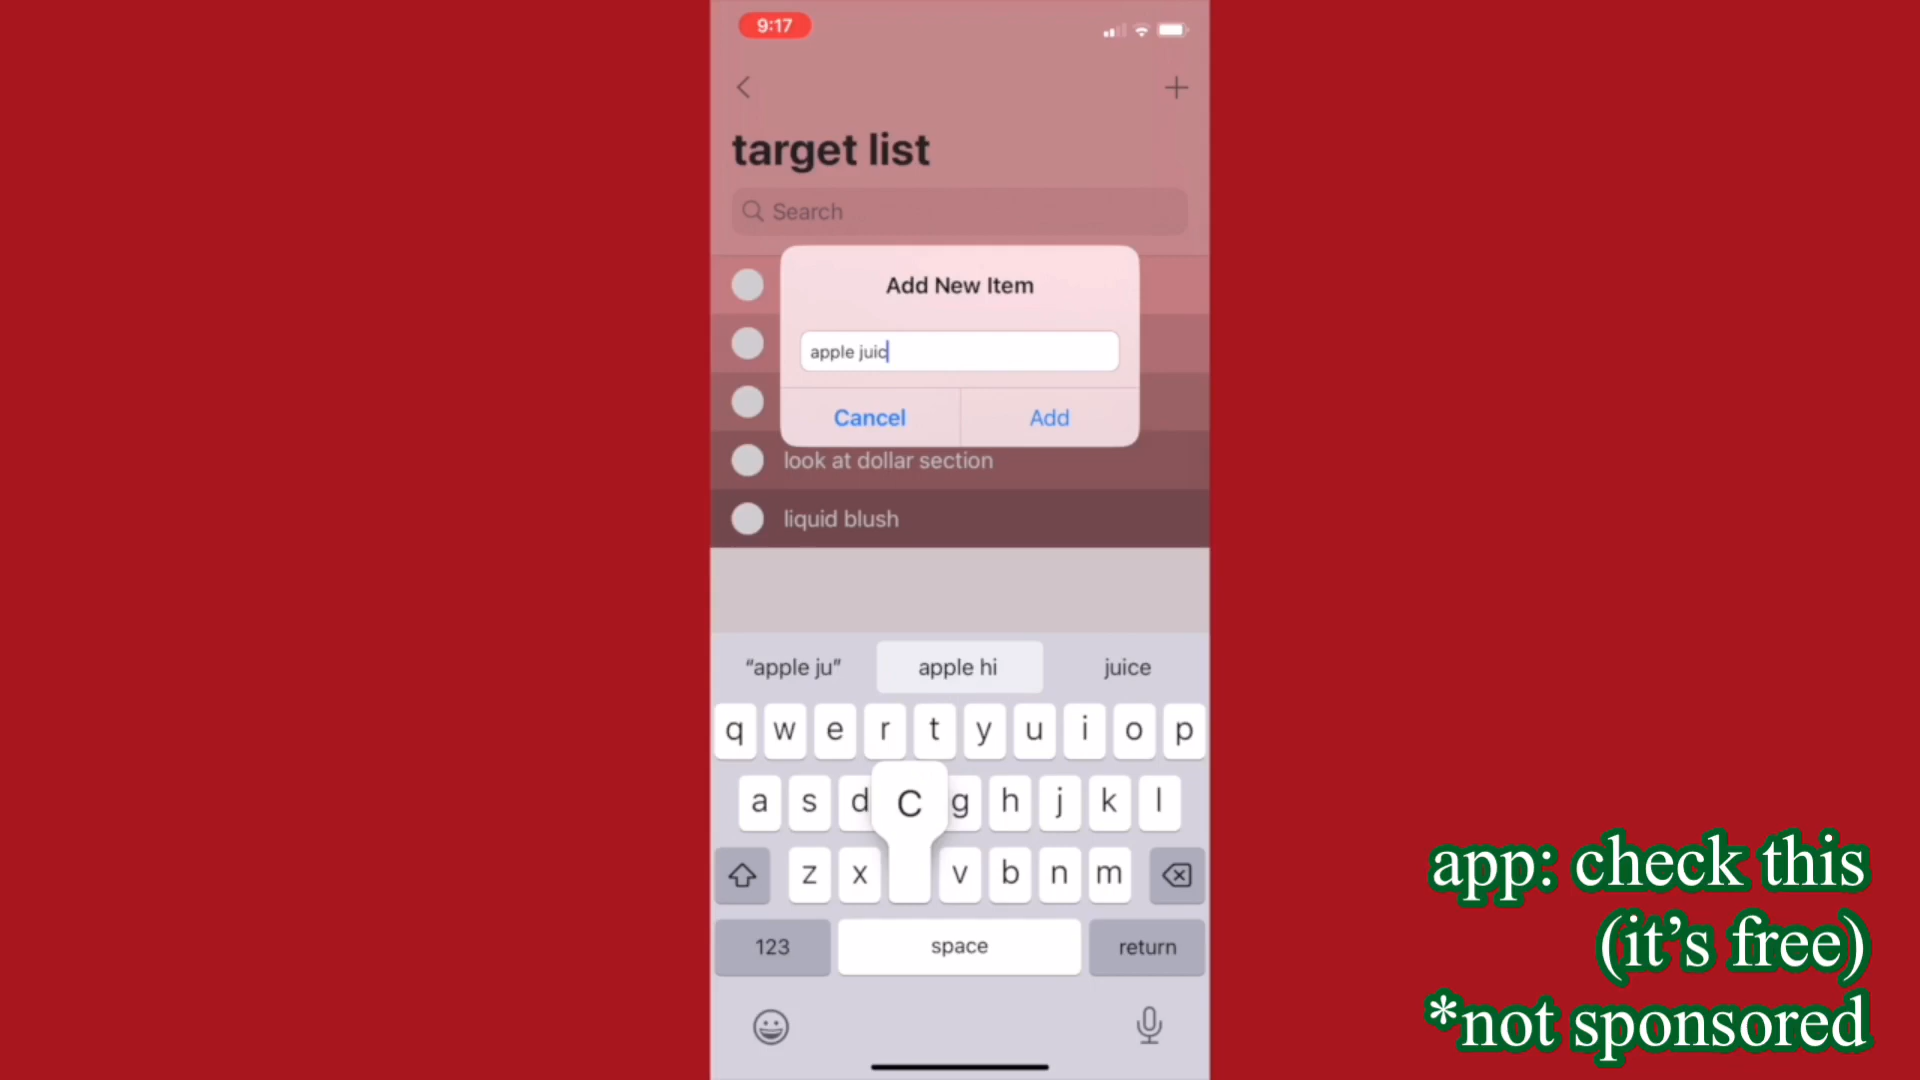 9:17
target list
Search
Add New Item
apple juic
Cancel
Add
look at dollar section
liquid blush
“apple ju”
apple hi
juice
q w e r t y u i o p
a s d C g h j k l
z x v b n m
123
space
return
app: check this
(it’s free)
*not sponsored